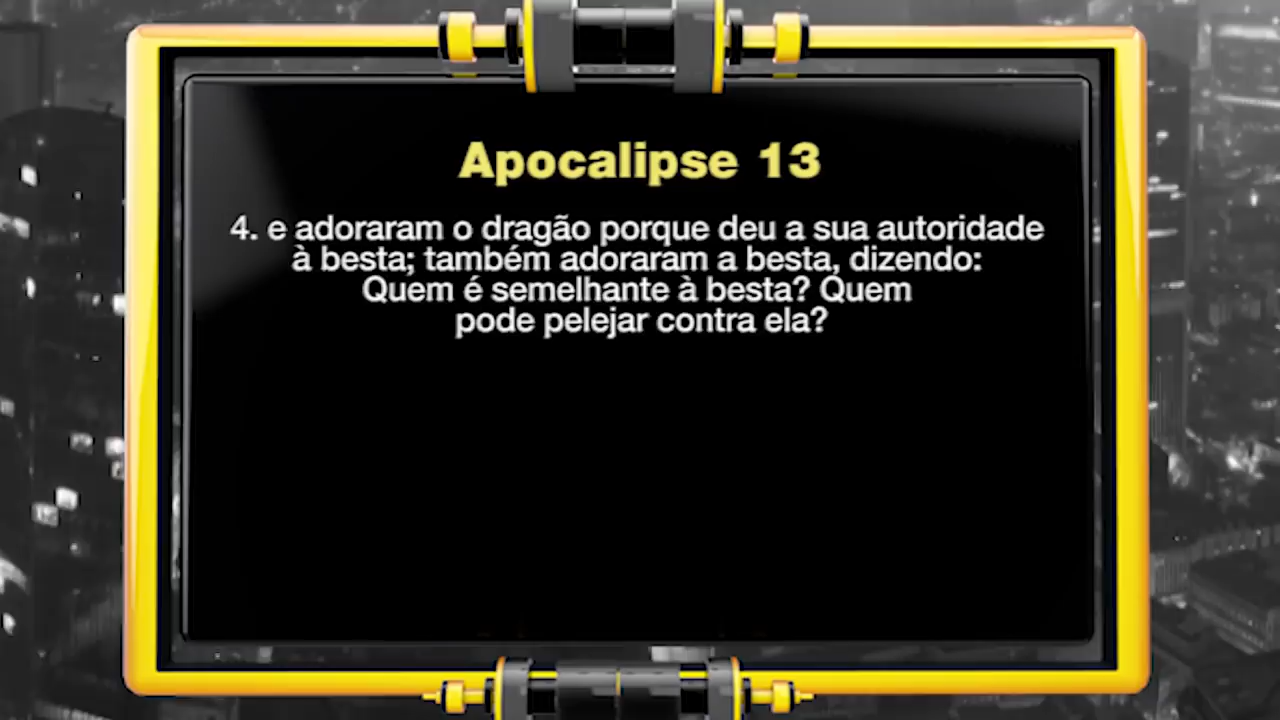 Apocalipse 13
4. e adoraram o dragão porque deu a sua autoridade
à besta; também adoraram a besta, dizendo:
Quem é semelhante à besta? Quem
pode pelejar contra ela?